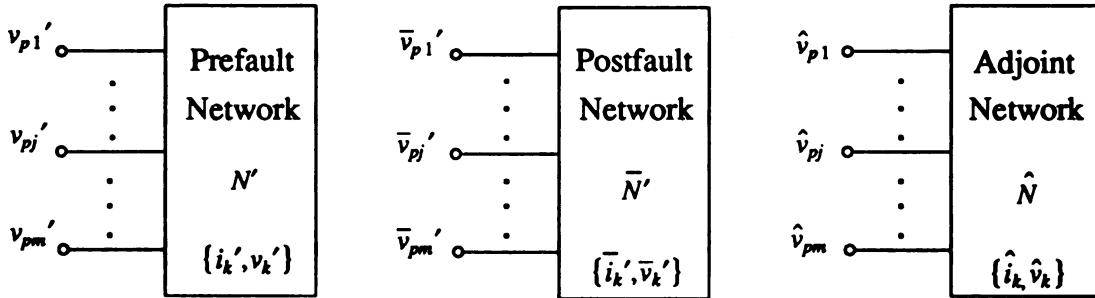 v_{p1}′
v_{pj}′
v_{pm}′
Prefault
Network
N′
{i_k′,v_k′}
v̄_{p1}′
v̄_{pj}′
v̄_{pm}′
Postfault
Network
N̄′
{ī_k′,v̄_k′}
v̂_{p1}
v̂_{pj}
v̂_{pm}
Adjoint
Network
N̂
{î_k,v̂_k}